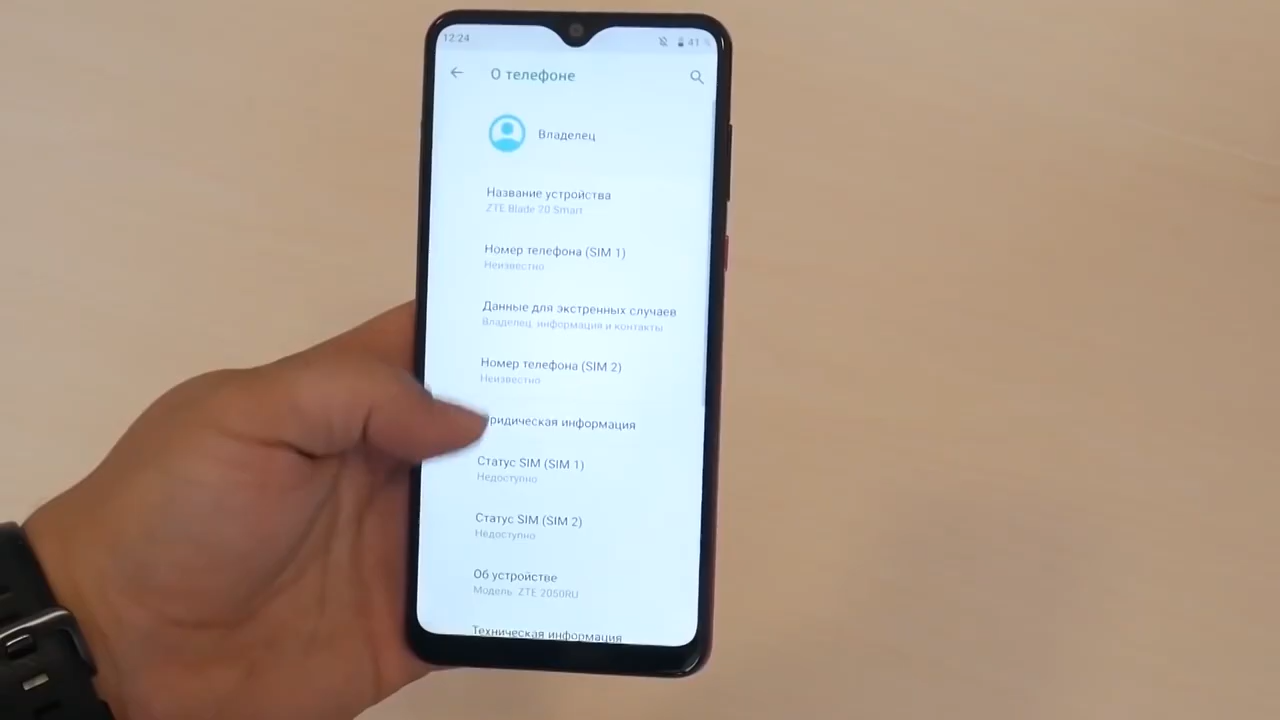 12:24
41
О телефоне
Владелец
Название устройства
ZTE Blade 20 Smart
Номер телефона (SIM 1)
Неизвестно
Данные для экстренных случаев
Владелец, информация и контакты
Номер телефона (SIM 2)
Неизвестно
ридическая информация
Статус SIM (SIM 1)
Недоступно
Статус SIM (SIM 2)
Недоступно
Об устройстве
Модель: ZTE 2050RU
Техническая информация